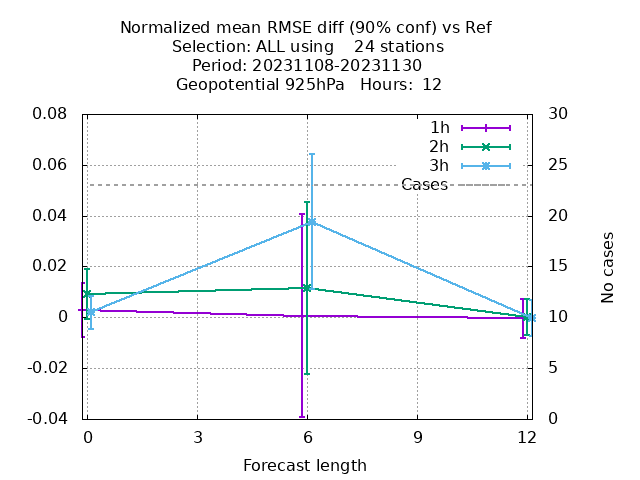 Normalized mean RMSE diff (90% conf) vs Ref
Selection: ALL using    24 stations
Period: 20231108-20231130
Geopotential 925hPa   Hours:  12
0.08
0.06
0.04
0.02
0
-0.02
-0.04
30
25
20
15
10
5
0
1h
2h
3h
Cases
No cases
0
3
6
9
12
Forecast length